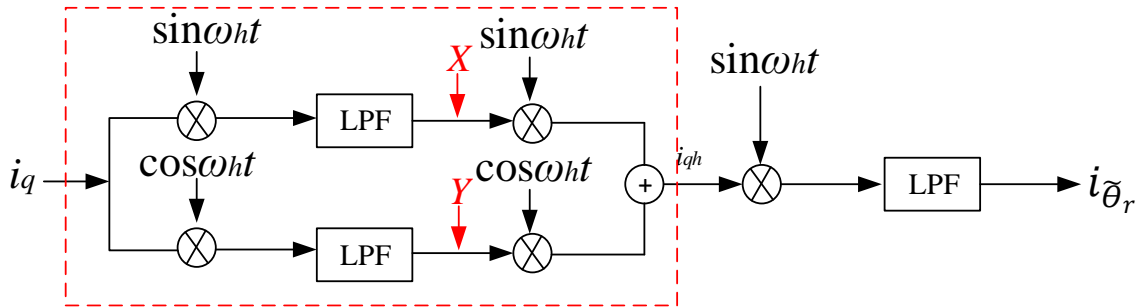 sinωht
sinωht
sinωht
X
LPF
iq
cosωht
cosωht
iqh
+
LPF
iθ̃r
Y
LPF